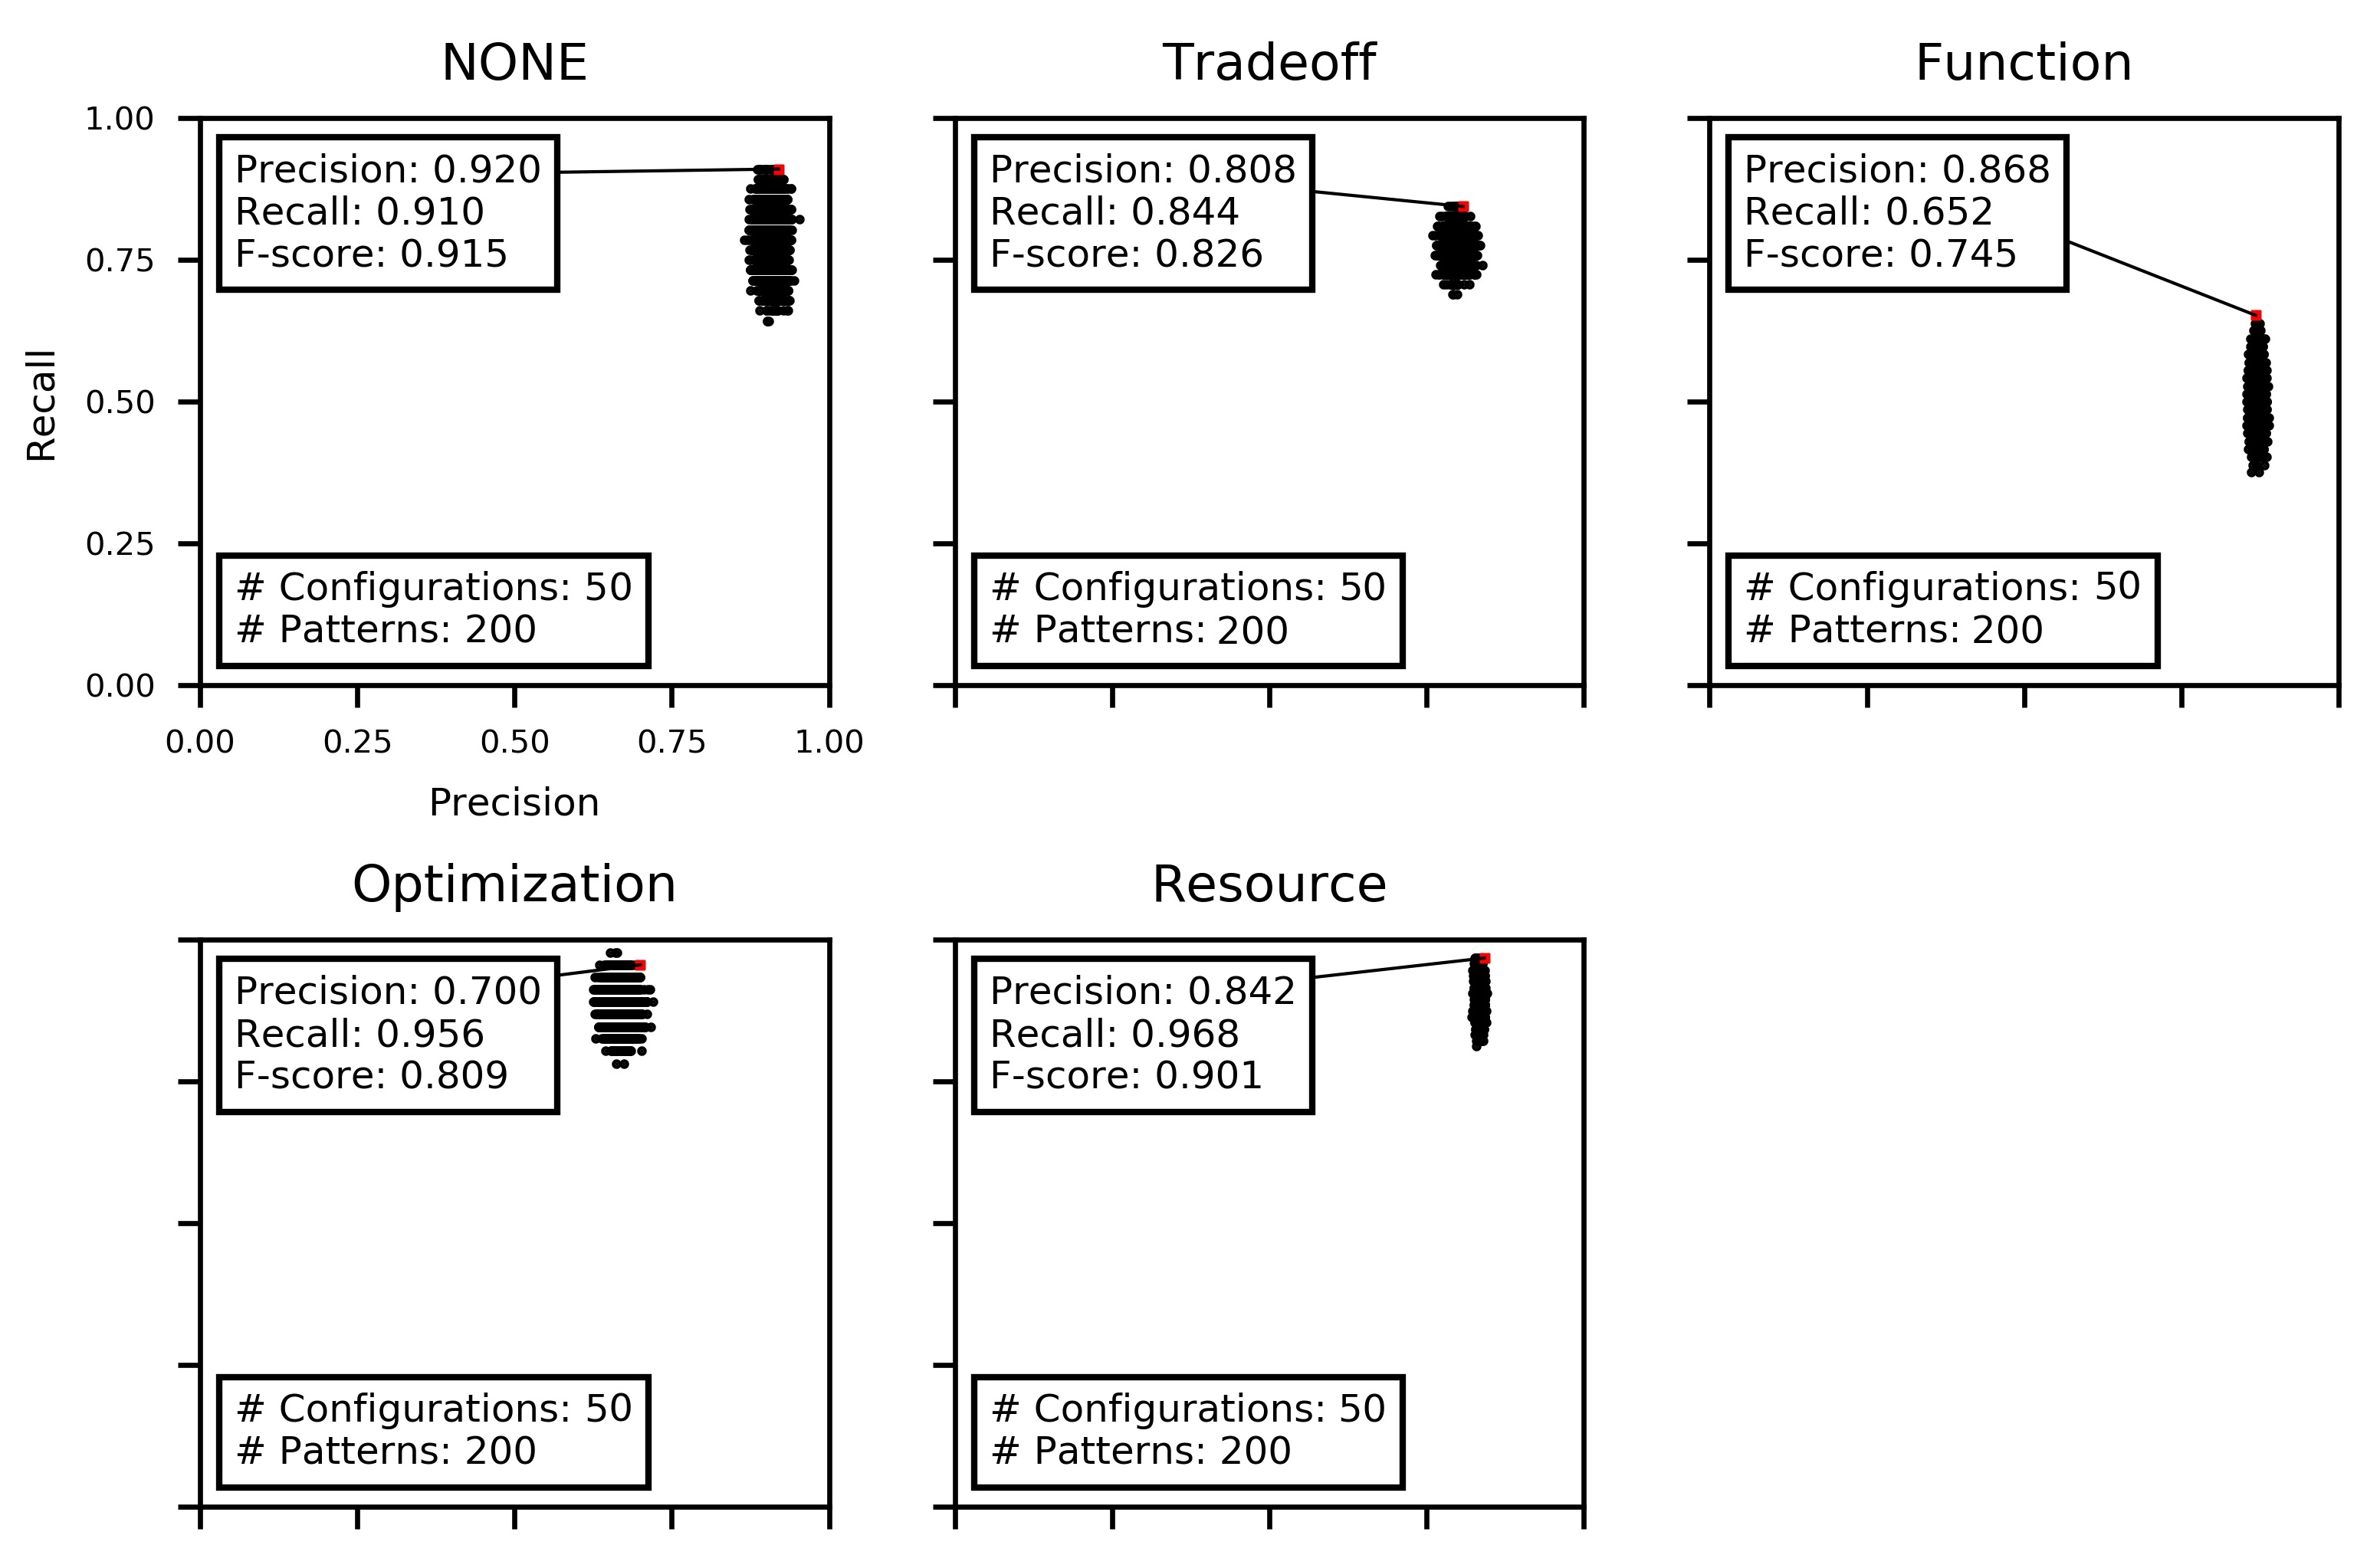 NONE
Tradeoff
Function
1.00
0.75
0.50
0.25
0.00
Recall
Precision: 0.920
Recall: 0.910
F-score: 0.915
# Configurations: 50
# Patterns: 200
0.00 0.25 0.50 0.75 1.00
Precision
Precision: 0.808
Recall: 0.844
F-score: 0.826
# Configurations: 50
# Patterns: 200
Precision: 0.868
Recall: 0.652
F-score: 0.745
# Configurations: 50
# Patterns: 200
Optimization
Precision: 0.700
Recall: 0.956
F-score: 0.809
# Configurations: 50
# Patterns: 200
Resource
Precision: 0.842
Recall: 0.968
F-score: 0.901
# Configurations: 50
# Patterns: 200